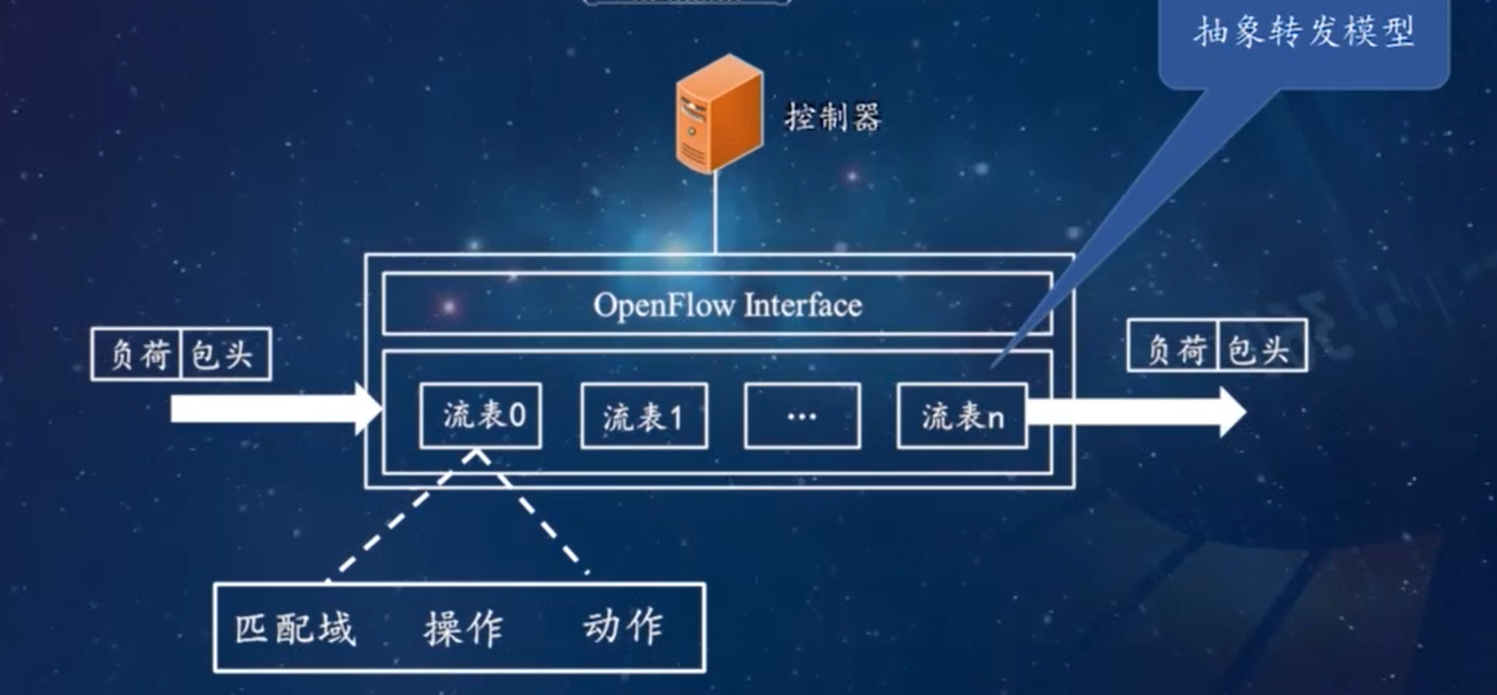 抽象转发模型
控制器
OpenFlow Interface
负荷 包头
负荷 包头
流表0 流表1 ... 流表n
匹配域 操作 动作